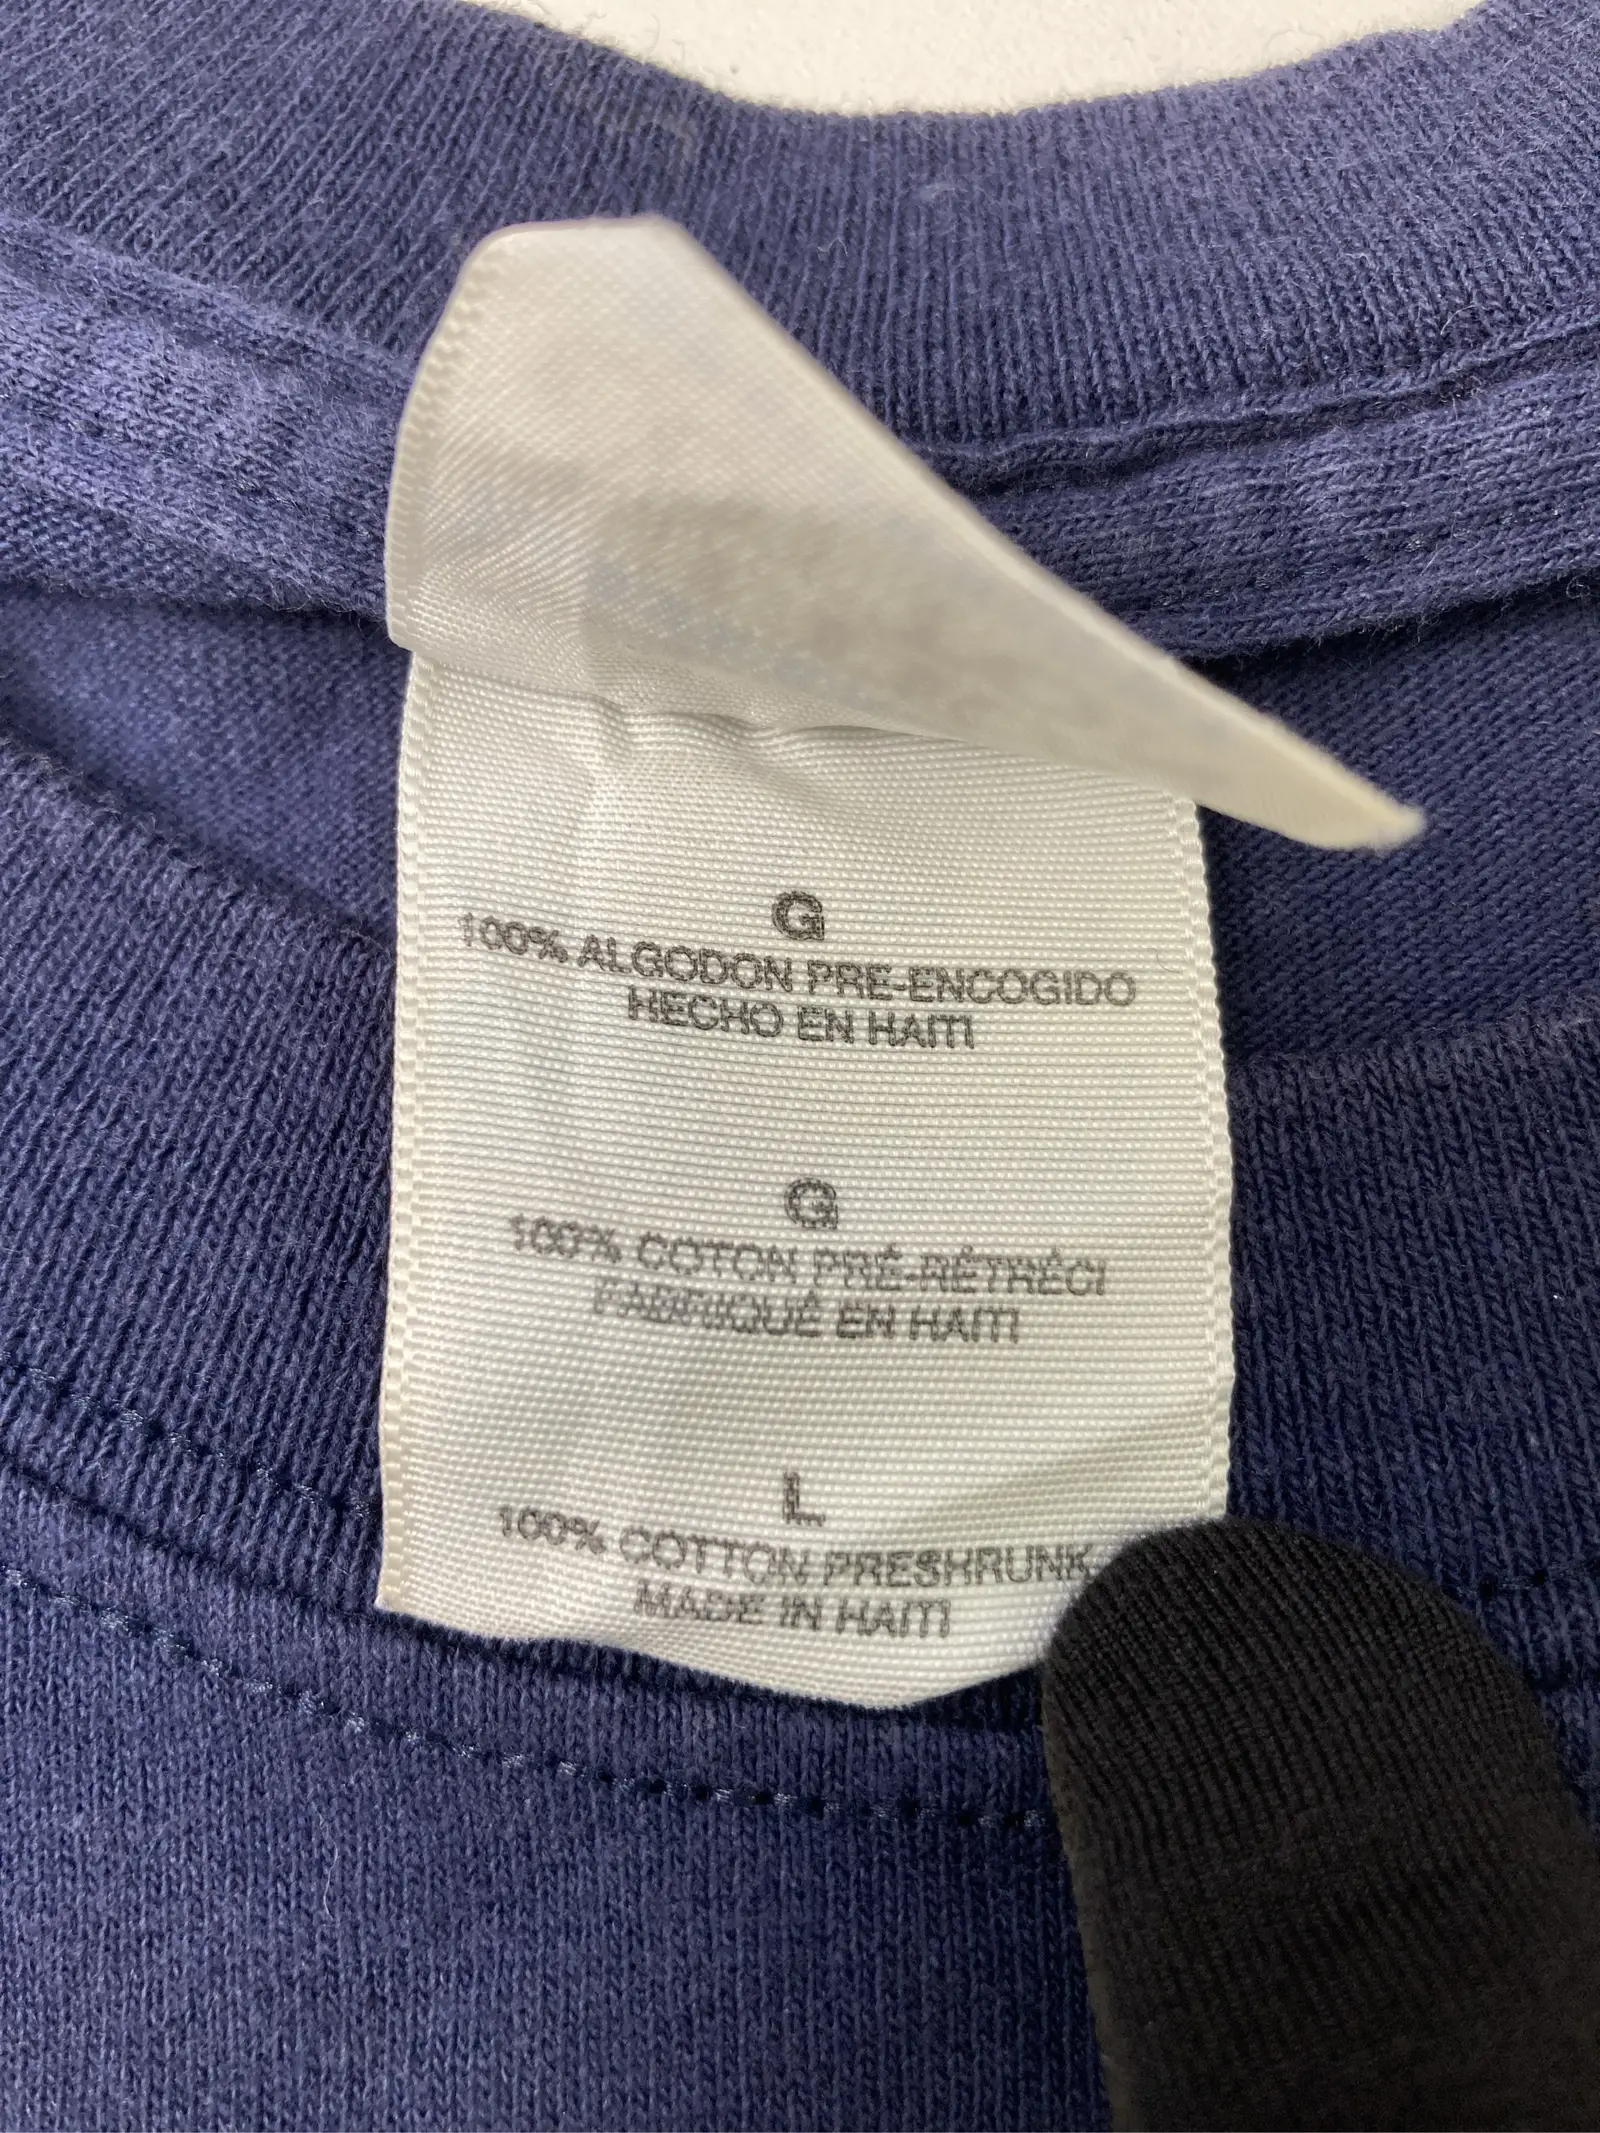 G
100% ALGODON PRE-ENCOGIDO
HECHO EN HAITI
G
100% COTON PRÉ-RÉTRÉCI
FABRIQUÉ EN HAITI
L
100% COTTON PRESHRUNK
MADE IN HAITI